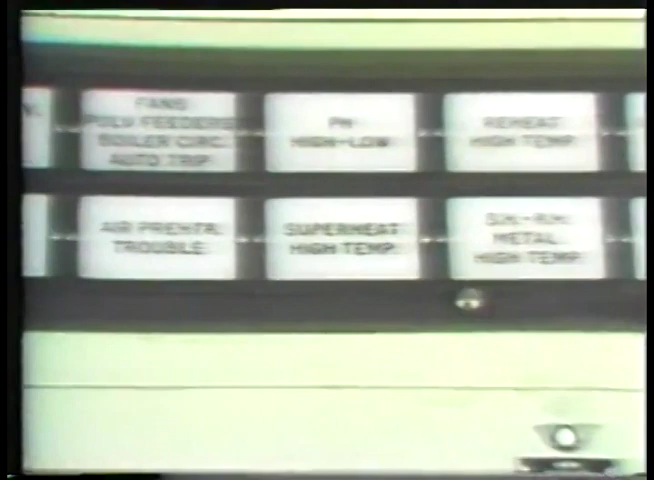 FANS
PULV FEEDERS
BOILER CIRC.
AUTO TRIP
PH
HIGH-LOW
REHEAT
HIGH TEMP.
AIR PREHTR.
TROUBLE
SUPERHEAT
HIGH TEMP.
S.H.-R.H.
METAL
HIGH TEMP